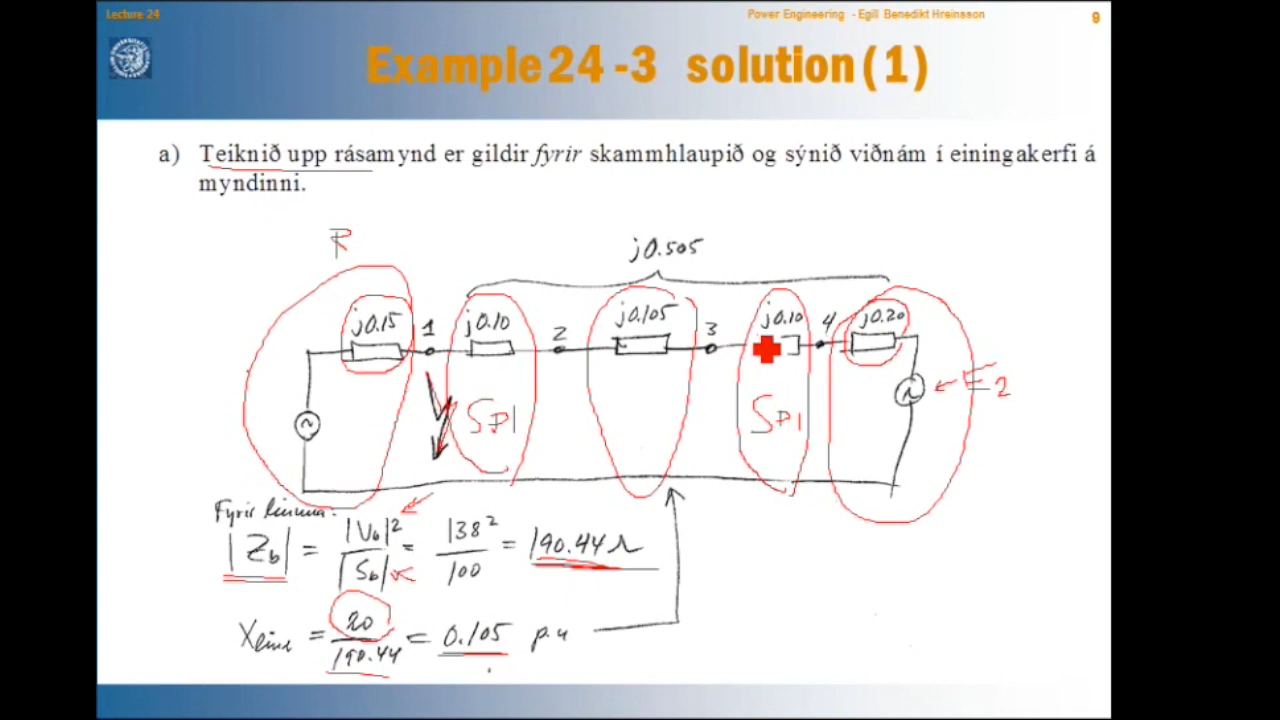 Lecture 24
Power Engineering - Egill Benedikt Hreinsson
9
Example 24 -3 solution ( 1 )
a) Teiknið upp rásamynd er gildir fyrir skammhlaupið og sýnið viðnám í einingakerfi á
myndinni.
j0.505
j0.15 1 j0.10 2 j0.105 3 j0.10 4 j0.20
E2
SP1 SP1
Fyrir línuna.
|Zb| = |Vb|² / |Sb| = 138² / 100 = 190.44 Ω
Xeine = 20 / 190.44 = 0.105 p.u